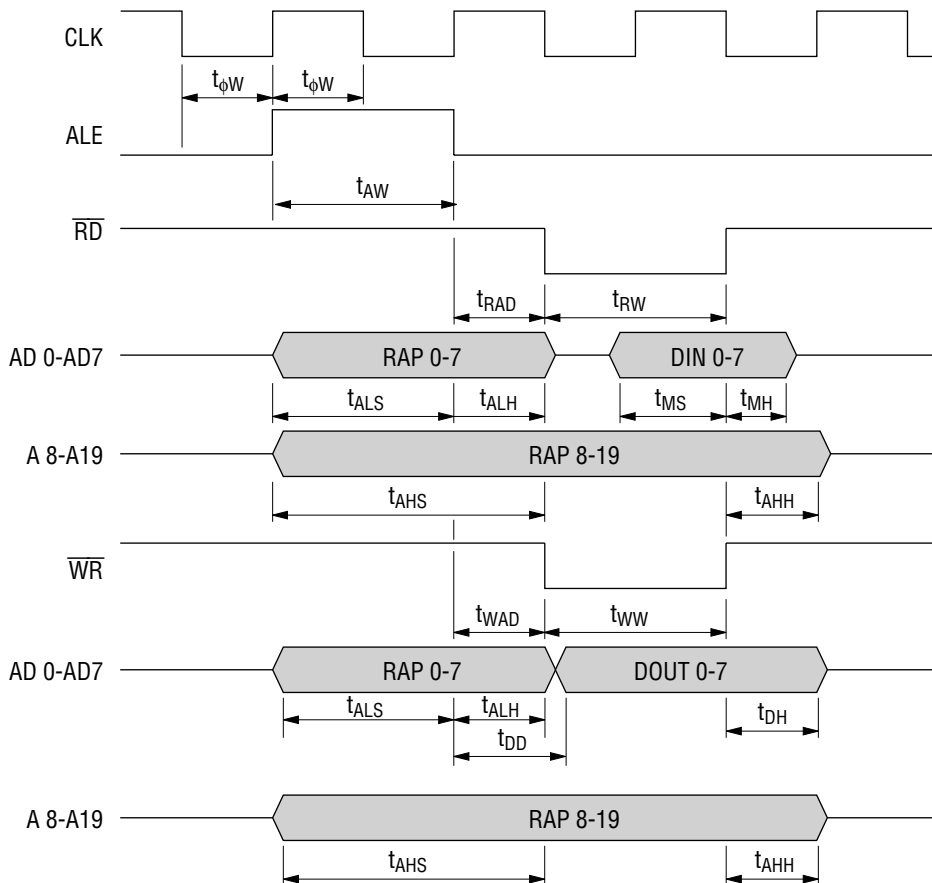 CLK
tϕW tϕW
ALE
tAW
R̅D̅
tRAD tRW
AD 0-AD7 RAP 0-7 DIN 0-7
tALS tALH tMS tMH
A 8-A19 RAP 8-19
tAHS tAHH
W̅R̅
tWAD tWW
AD 0-AD7 RAP 0-7 DOUT 0-7
tALS tALH tDH
tDD
A 8-A19 RAP 8-19
tAHS tAHH